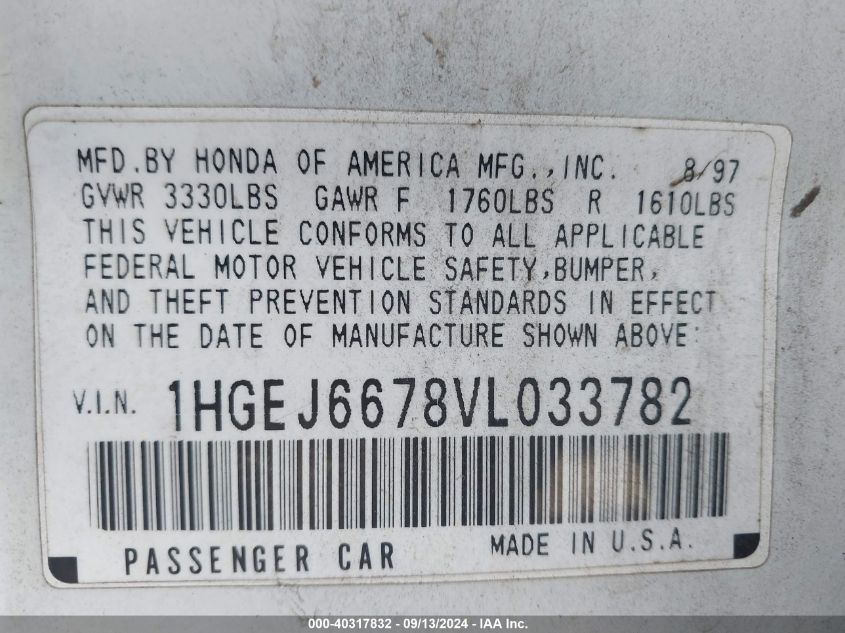 MFD.BY HONDA OF AMERICA MFG.,INC. 8/97
GVWR 3330LBS GAWR F 1760LBS R 1610LBS
THIS VEHICLE CONFORMS TO ALL APPLICABLE
FEDERAL MOTOR VEHICLE SAFETY,BUMPER,
AND THEFT PREVENTION STANDARDS IN EFFECT
ON THE DATE OF MANUFACTURE SHOWN ABOVE:
V.I.N. 1HGEJ6678VL033782
PASSENGER CAR MADE IN U.S.A.
000-40317832 - 09/13/2024 - IAA Inc.